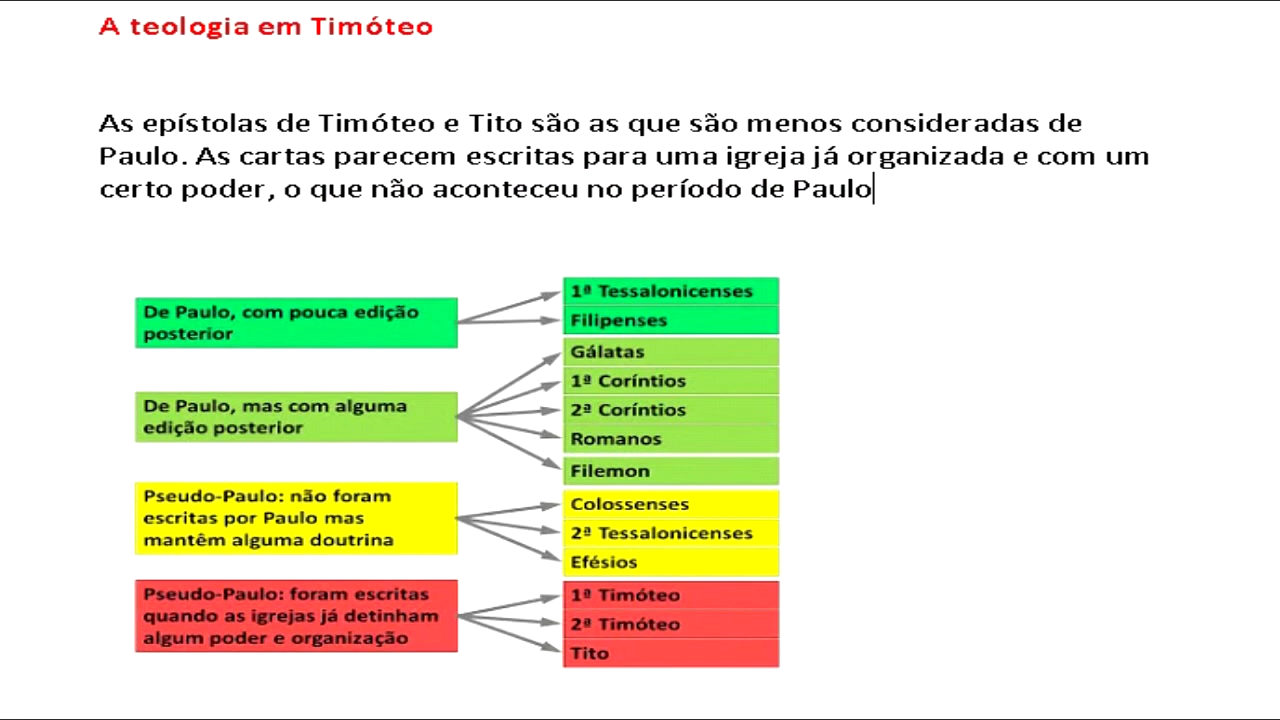 A teologia em Timóteo
As epístolas de Timóteo e Tito são as que são menos consideradas de
Paulo. As cartas parecem escritas para uma igreja já organizada e com um
certo poder, o que não aconteceu no período de Paulo
De Paulo, com pouca edição
posterior
1ª Tessalonicenses
Filipenses
De Paulo, mas com alguma
edição posterior
Gálatas
1ª Coríntios
2ª Coríntios
Romanos
Filemon
Pseudo-Paulo: não foram
escritas por Paulo mas
mantêm alguma doutrina
Colossenses
2ª Tessalonicenses
Efésios
Pseudo-Paulo: foram escritas
quando as igrejas já detinham
algum poder e organização
1ª Timóteo
2ª Timóteo
Tito